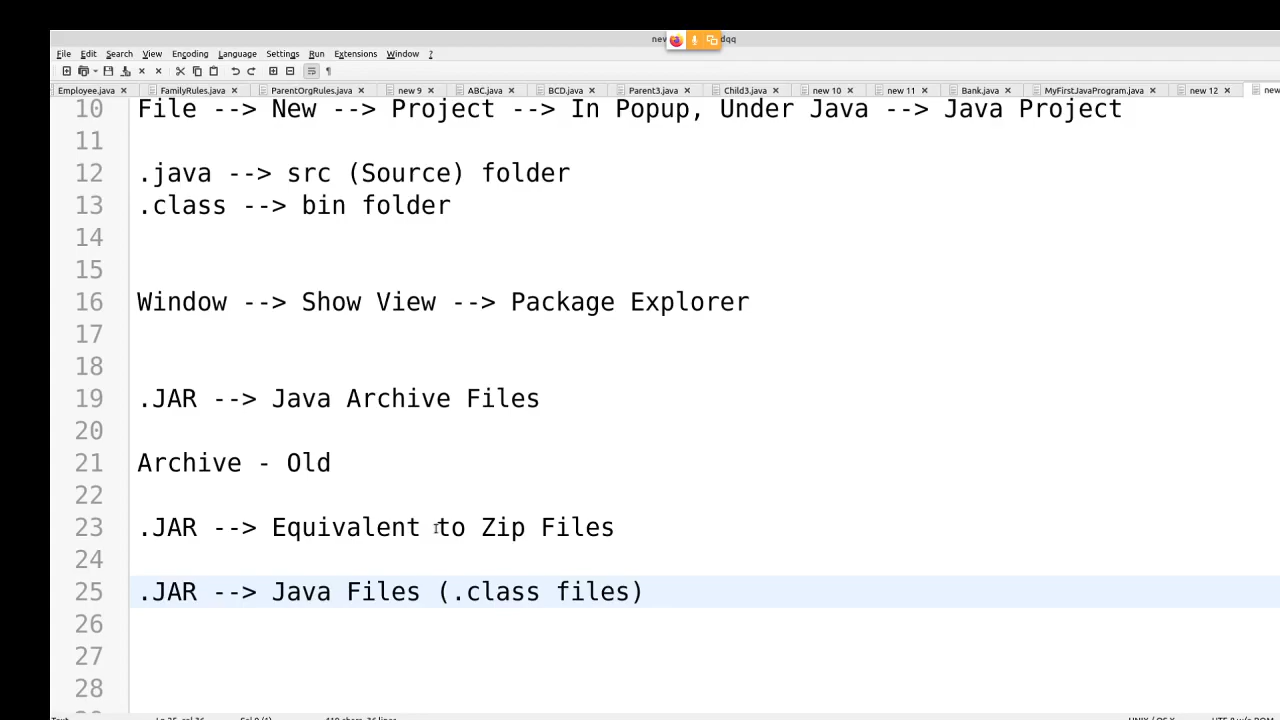 new dqq
File Edit Search View Encoding Language Settings Run Extensions Window ?
Employee.java FamilyRules.java ParentOrgRules.java new 9 ABC.java BCD.java Parent3.java Child3.java new 10 new 11 Bank.java MyFirstJavaProgram.java new 12 new
10 File --> New --> Project --> In Popup, Under Java --> Java Project
11
12 .java --> src (Source) folder
13 .class --> bin folder
14
15
16 Window --> Show View --> Package Explorer
17
18
19 .JAR --> Java Archive Files
20
21 Archive - Old
22
23 .JAR --> Equivalent to Zip Files
24
25 .JAR --> Java Files (.class files)
26
27
28